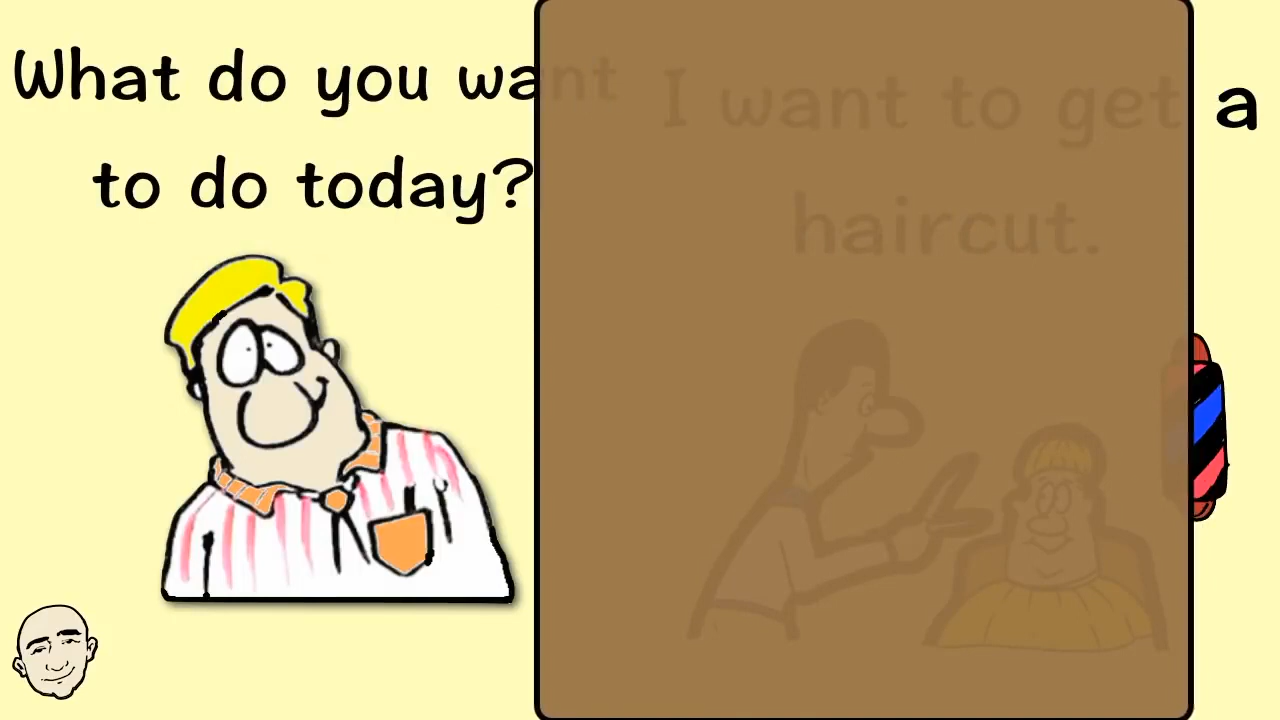 What do you want
to do today?
I want to get a
haircut.